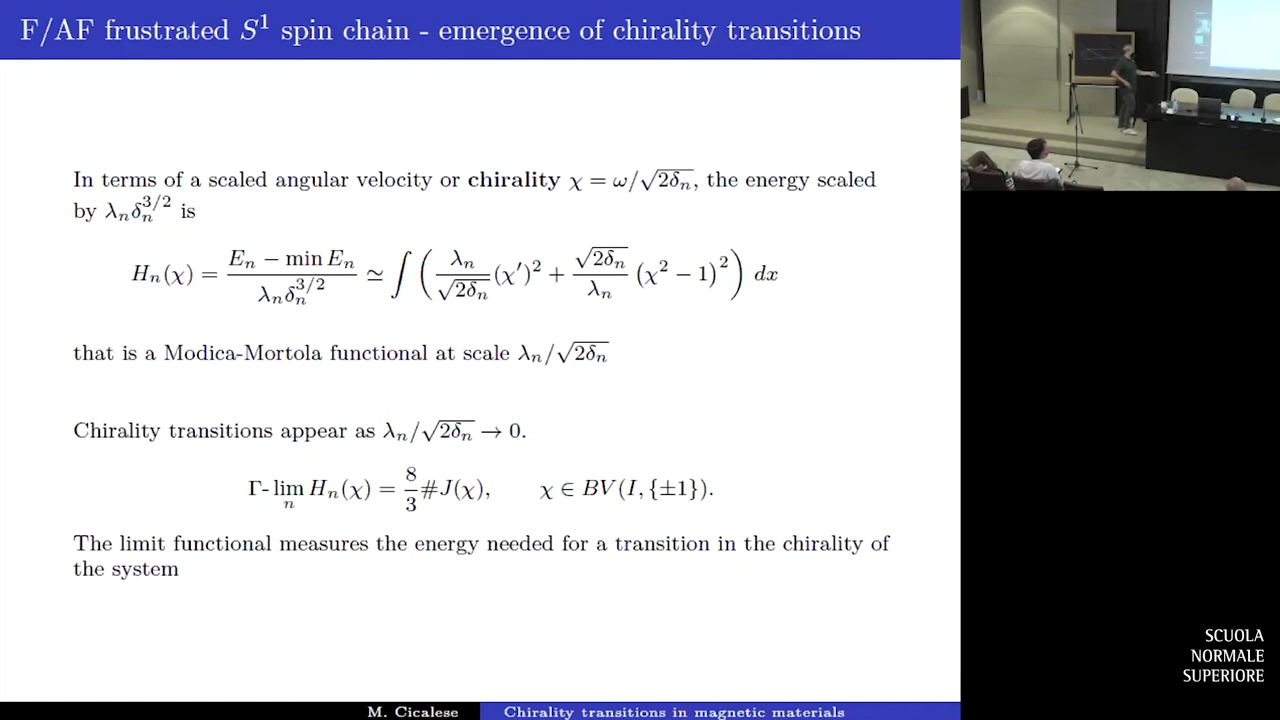 F/AF frustrated S¹ spin chain - emergence of chirality transitions
In terms of a scaled angular velocity or chirality χ = ω/√(2δₙ), the energy scaled
by λₙδₙ^{3/2} is
Hₙ(χ) = (Eₙ − min Eₙ)/(λₙδₙ^{3/2}) ≃ ∫ ( (λₙ/√(2δₙ)) (χ′)² + (√(2δₙ)/λₙ) (χ² − 1)² ) dx
that is a Modica-Mortola functional at scale λₙ/√(2δₙ)
Chirality transitions appear as λₙ/√(2δₙ) → 0.
Γ-lim_n Hₙ(χ) = (8/3) #J(χ), χ ∈ BV(I, {±1}).
The limit functional measures the energy needed for a transition in the chirality of
the system
M. Cicalese Chirality transitions in magnetic materials
SCUOLA
NORMALE
SUPERIORE